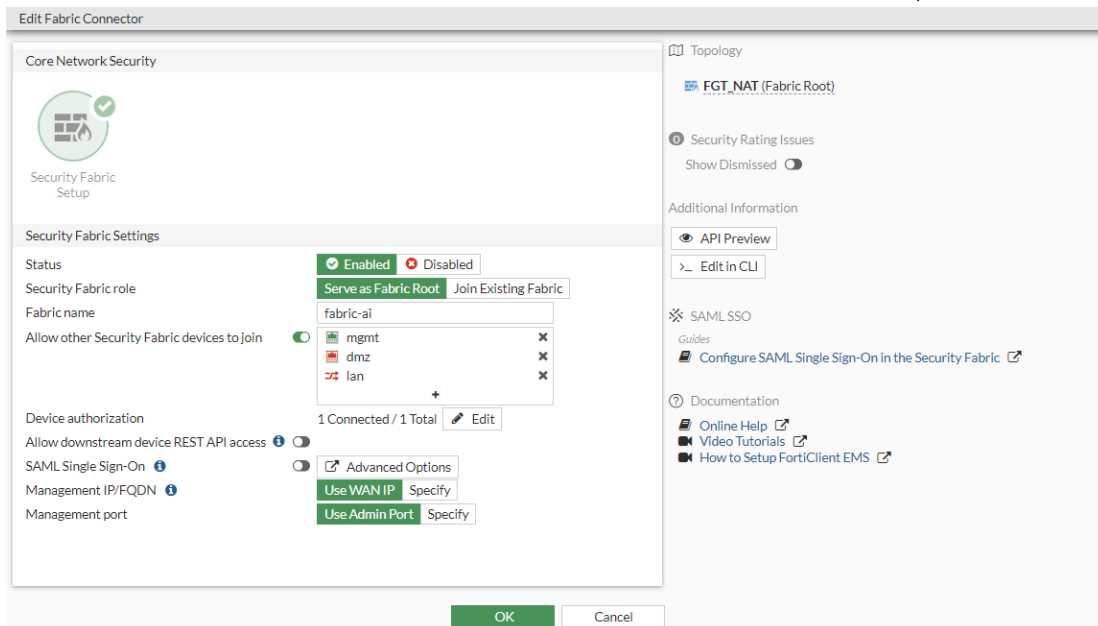 Edit Fabric Connector
Core Network Security
Security Fabric
Setup
Security Fabric Settings
Status
Enabled Disabled
Security Fabric role
Serve as Fabric Root Join Existing Fabric
Fabric name
fabric-ai
Allow other Security Fabric devices to join
mgmt
dmz
lan
+
Device authorization
1 Connected / 1 Total Edit
Allow downstream device REST API access
SAML Single Sign-On
Advanced Options
Management IP/FQDN
Use WAN IP Specify
Management port
Use Admin Port Specify
OK Cancel
Topology
FGT_NAT (Fabric Root)
0 Security Rating Issues
Show Dismissed
Additional Information
API Preview
>_ Edit in CLI
SAML SSO
Guides
Configure SAML Single Sign-On in the Security Fabric
Documentation
Online Help
Video Tutorials
How to Setup FortiClient EMS